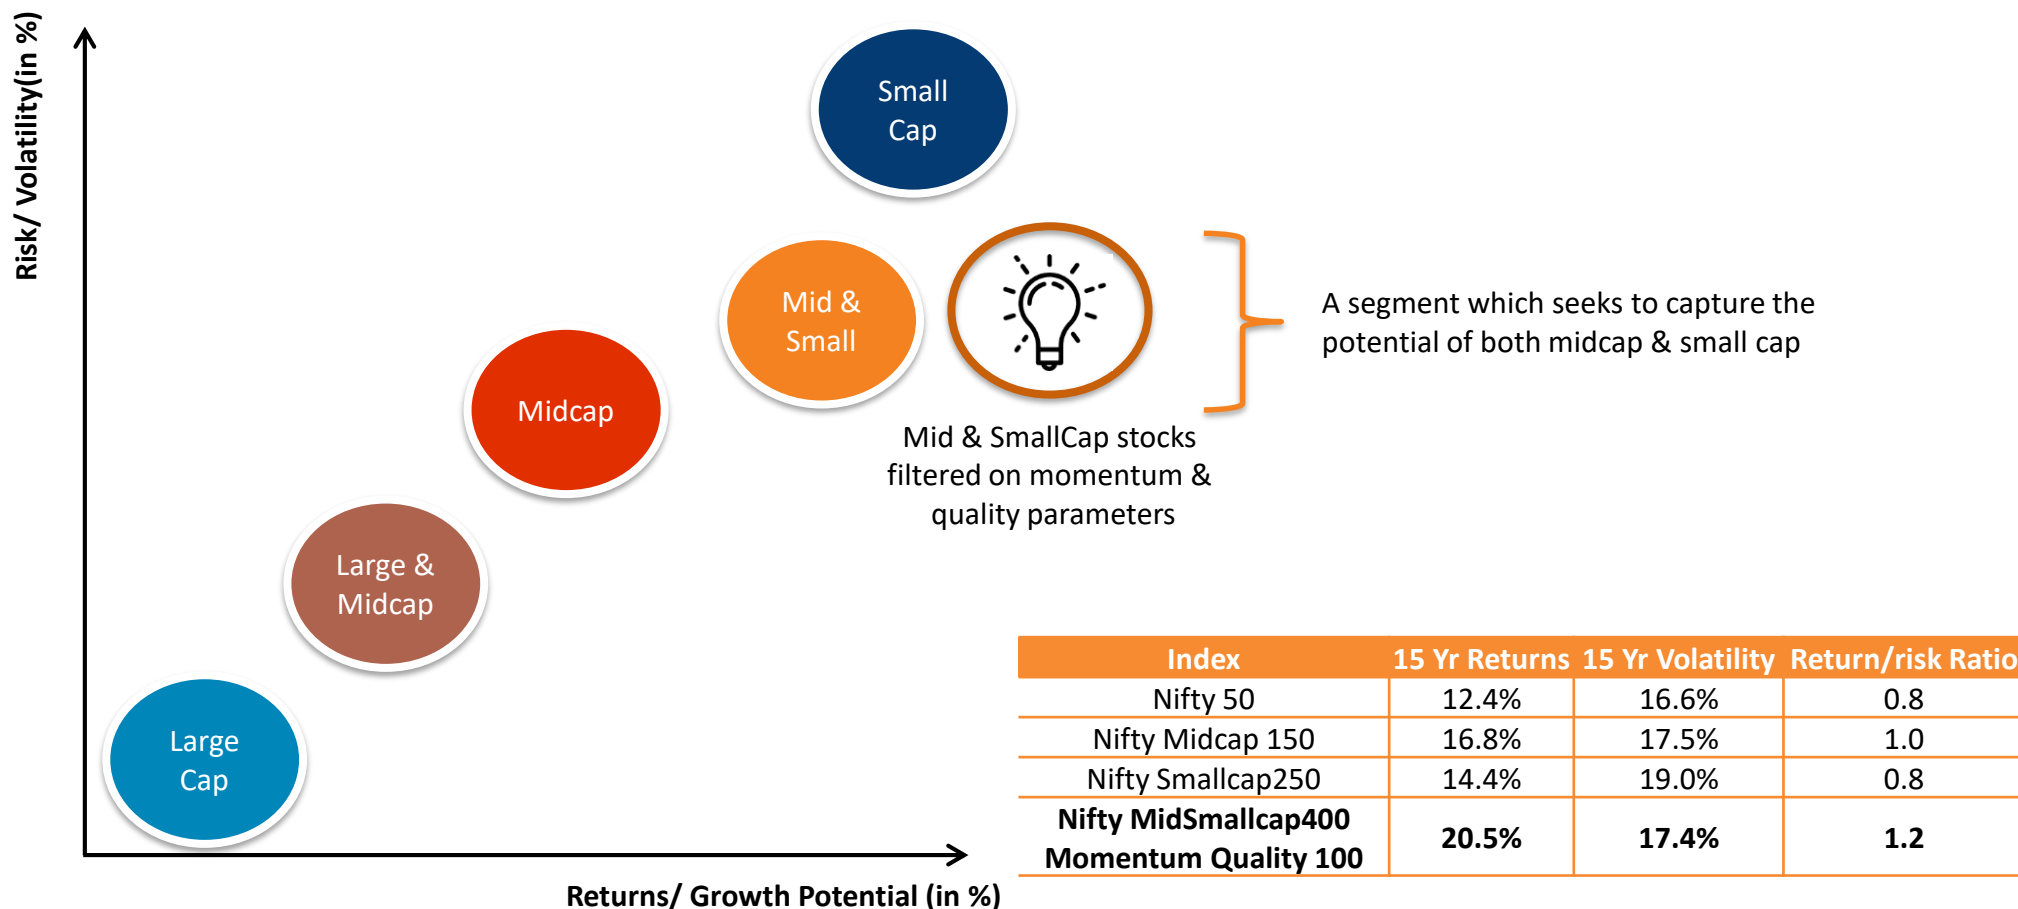 Risk/ Volatility(in %)
Small
Cap
Mid &
Small
A segment which seeks to capture the
potential of both midcap & small cap
Midcap
Mid & SmallCap stocks
filtered on momentum &
quality parameters
Large &
Midcap
Large
Cap
Returns/ Growth Potential (in %)
Index 15 Yr Returns 15 Yr Volatility Return/risk Ratio
Nifty 50 12.4% 16.6% 0.8
Nifty Midcap 150 16.8% 17.5% 1.0
Nifty Smallcap250 14.4% 19.0% 0.8
Nifty MidSmallcap400
Momentum Quality 100 20.5% 17.4% 1.2